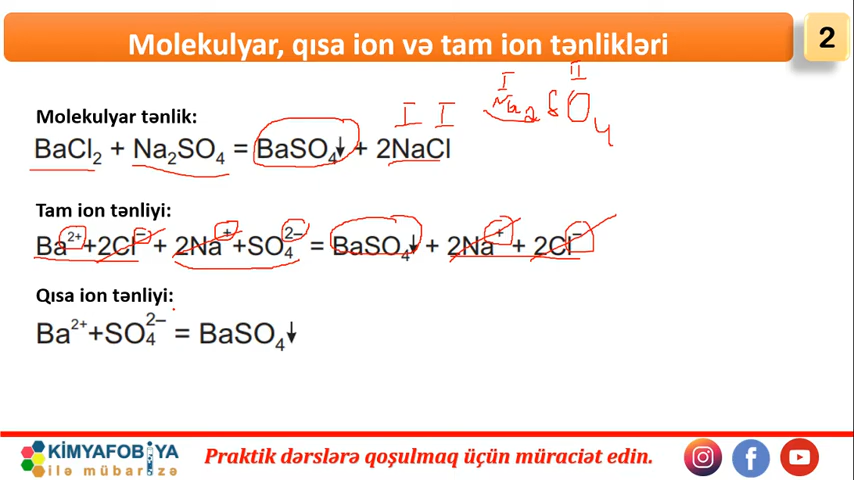 Molekulyar, qısa ion və tam ion tənlikləri
2
I
II
Na₂SO₄
I I
Molekulyar tənlik:
BaCl₂ + Na₂SO₄ = BaSO₄↓ + 2NaCl
Tam ion tənliyi:
Ba²⁺+2Cl⁻ + 2Na⁺+SO₄²⁻ = BaSO₄↓ + 2Na⁺ + 2Cl⁻
Qısa ion tənliyi:
Ba²⁺+SO₄²⁻ = BaSO₄↓
KİMYAFOBİYA
ilə mübarizə
Praktik dərslərə qoşulmaq üçün müraciət edin.